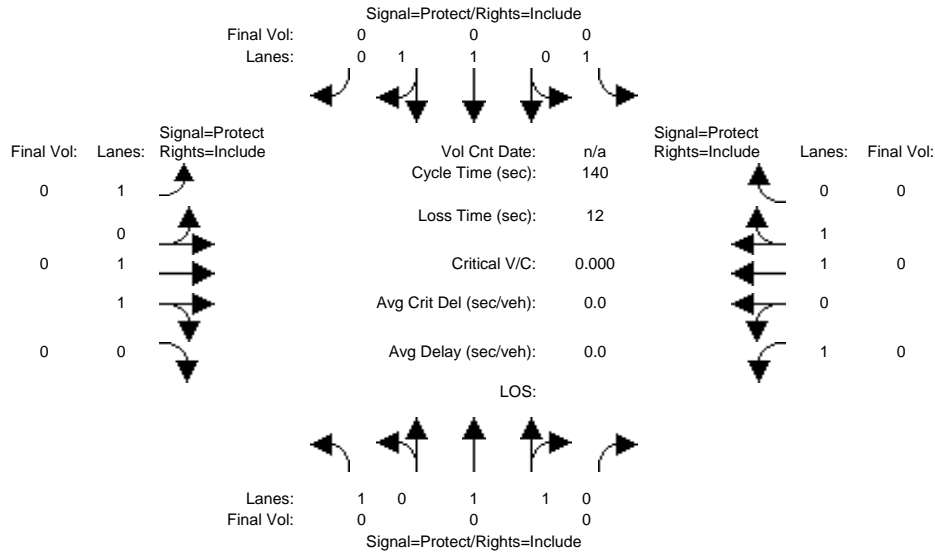 Signal=Protect/Rights=Include
Final Vol: 0 0 0
Lanes: 0 1 1 0 1
Signal=Protect Signal=Protect
Final Vol: Lanes: Rights=Include Vol Cnt Date: n/a Rights=Include Lanes: Final Vol:
Cycle Time (sec): 140
0 1 0 0
Loss Time (sec): 12
0 1
0 1 Critical V/C: 0.000 1 0
1 Avg Crit Del (sec/veh): 0.0 0
0 0 Avg Delay (sec/veh): 0.0 1 0
LOS:
Lanes: 1 0 1 1 0
Final Vol: 0 0 0
Signal=Protect/Rights=Include